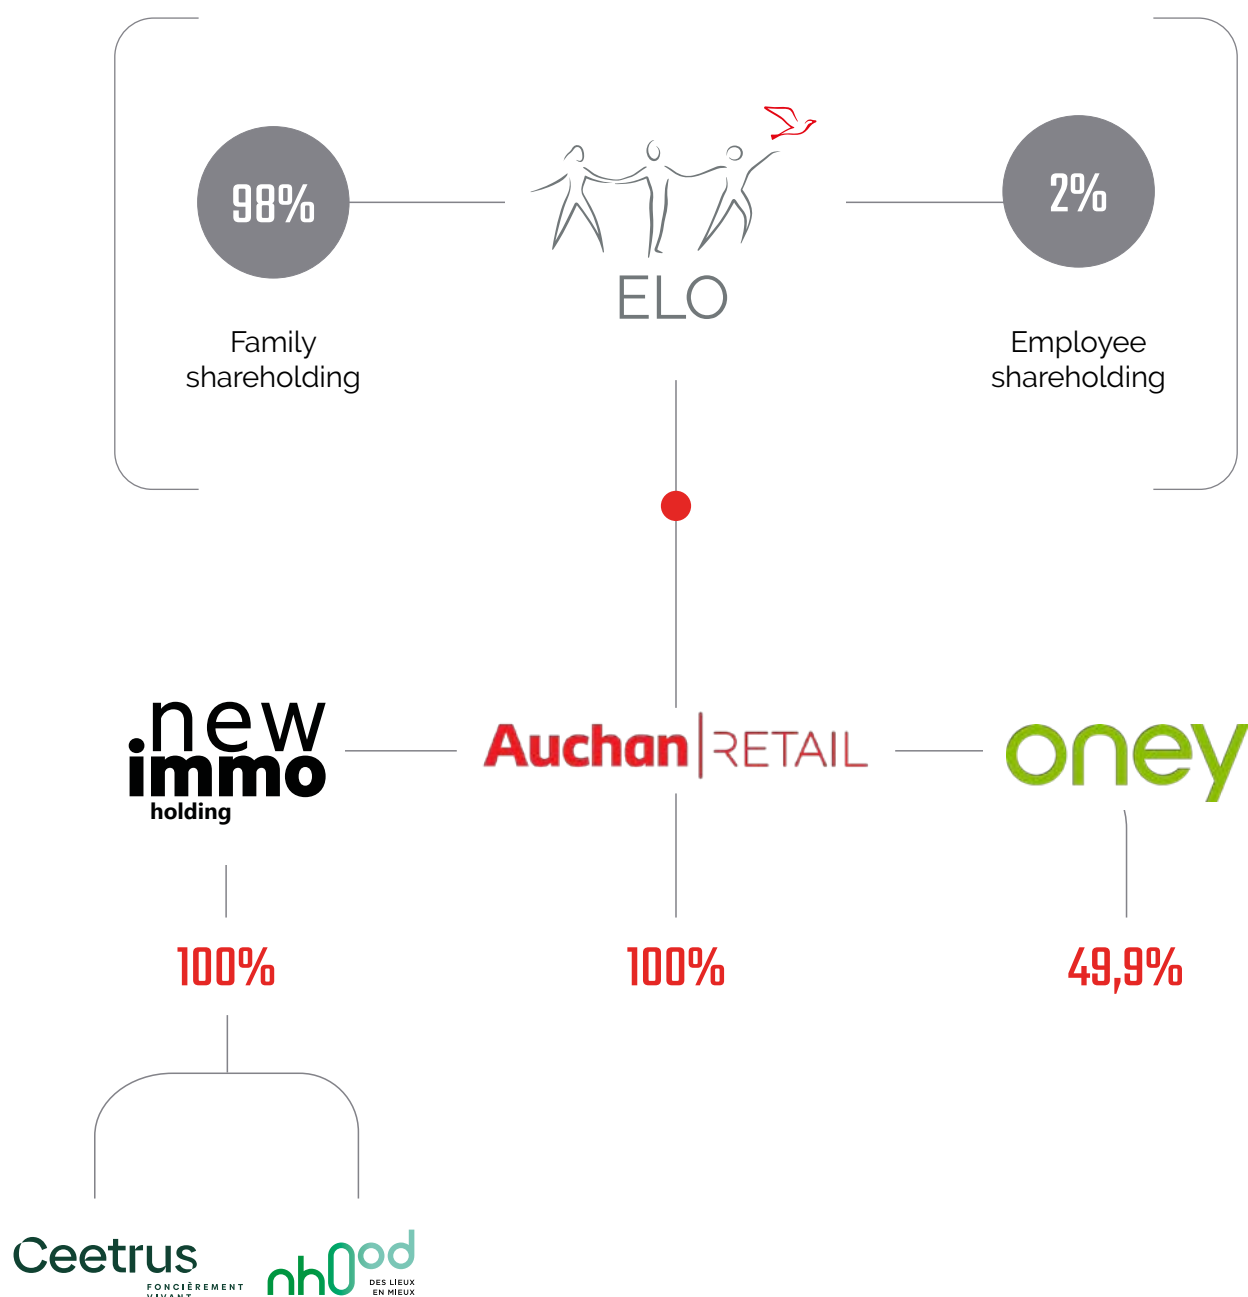 98%
2%
ELO
Family
shareholding
Employee
shareholding
new
immo
holding
Auchan RETAIL
oney
100%
100%
49,9%
Ceetrus
FONCIÈREMENT
VIVANT
nhood
DES LIEUX
EN MIEUX